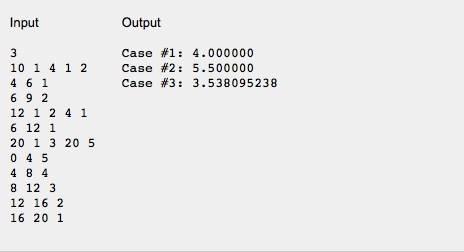 Input Output
3 Case #1: 4.000000
10 1 4 1 2 Case #2: 5.500000
4 6 1 Case #3: 3.538095238
6 9 2
12 1 2 4 1
6 12 1
20 1 3 20 5
0 4 5
4 8 4
8 12 3
12 16 2
16 20 1